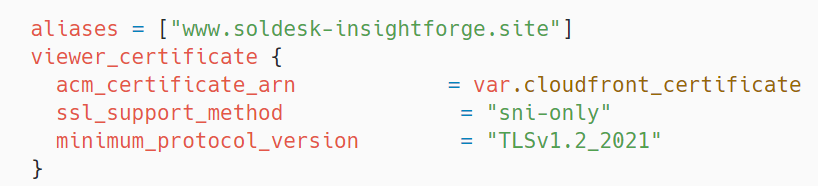 aliases = ["www.soldesk-insightforge.site"]
viewer_certificate {
acm_certificate_arn = var.cloudfront_certificate
ssl_support_method = "sni-only"
minimum_protocol_version = "TLSv1.2_2021"
}